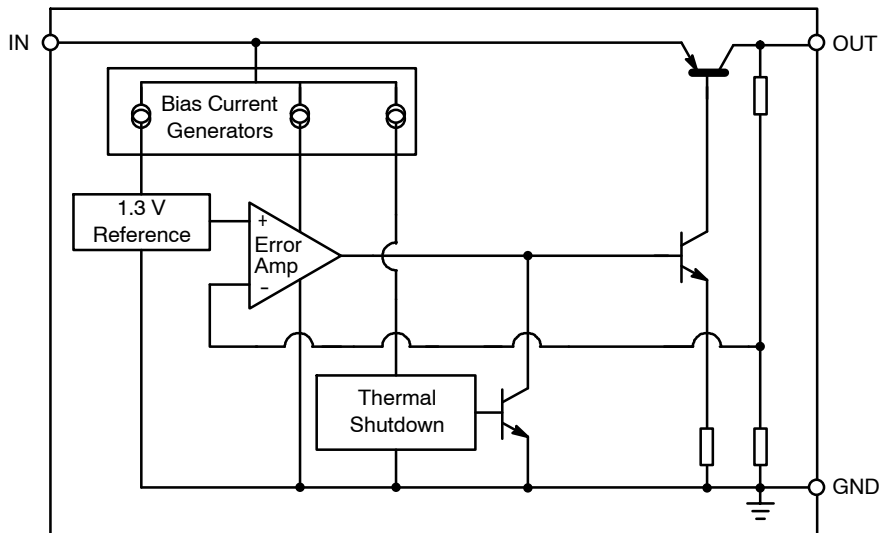 IN
OUT
Bias Current
Generators
1.3 V
Reference
+
Error
Amp
-
Thermal
Shutdown
GND